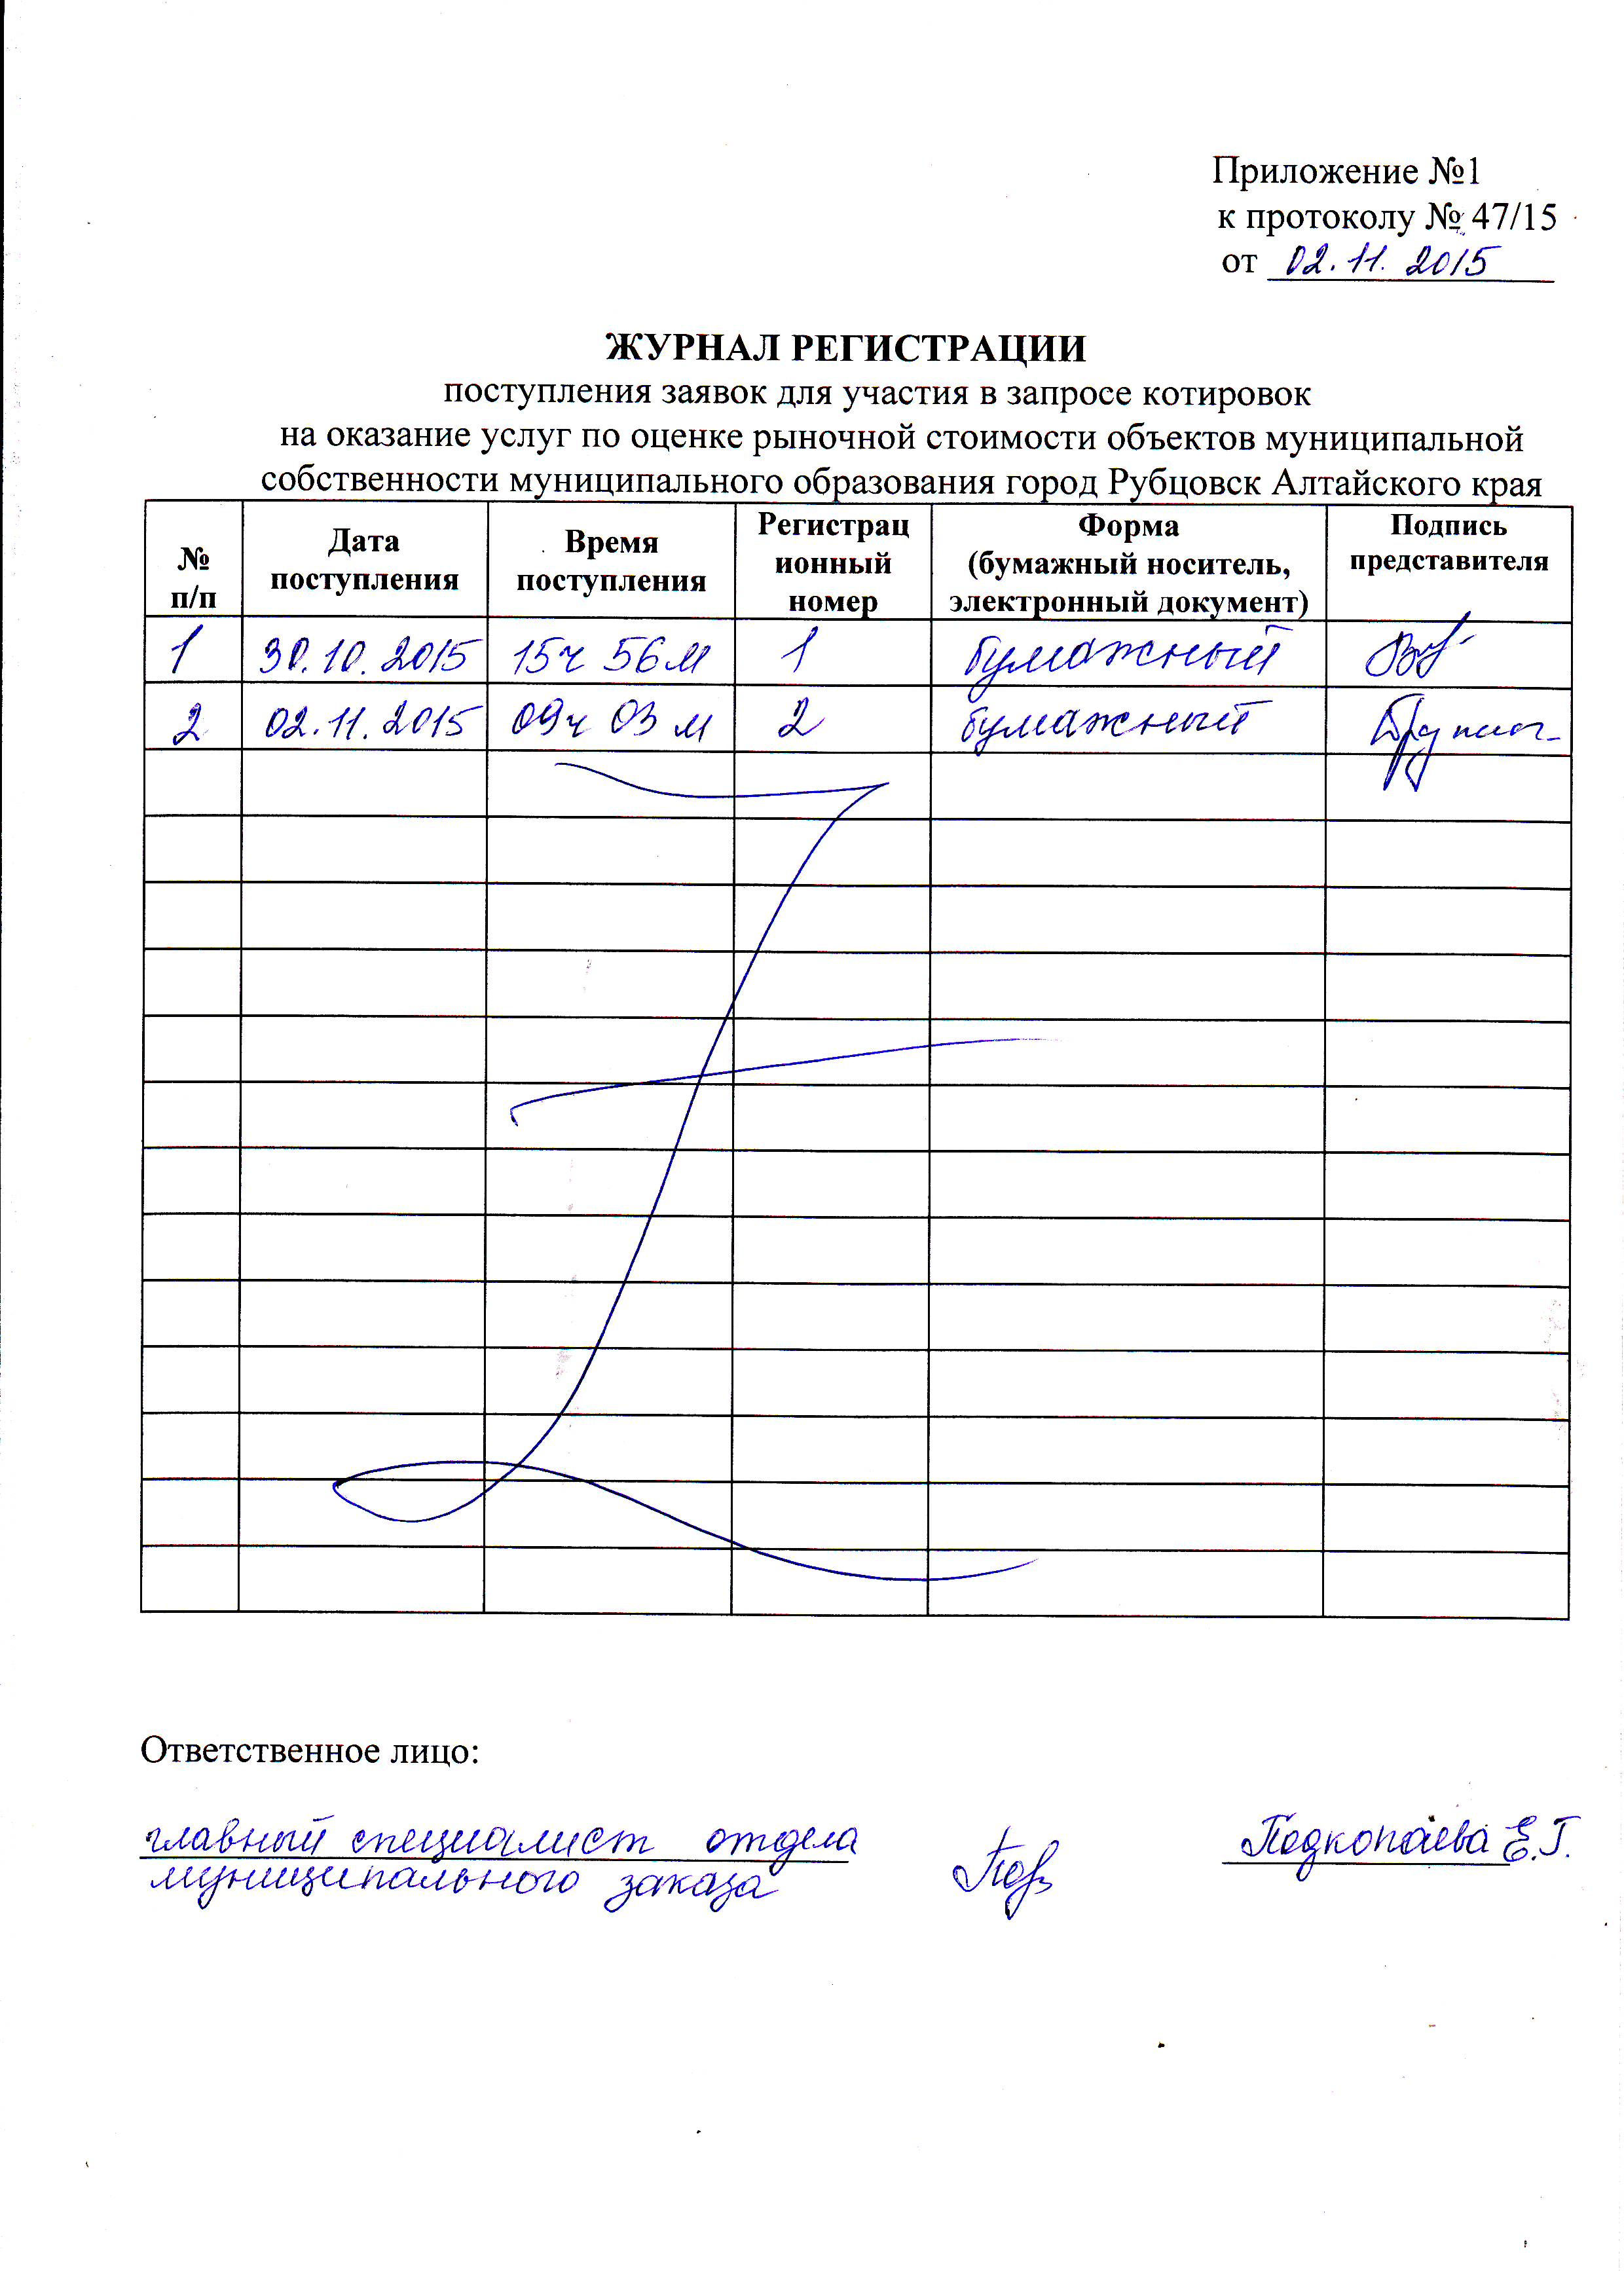 Приложение №1
к протоколу № 47/15
от 02.11.2015
ЖУРНАЛ РЕГИСТРАЦИИ
поступления заявок для участия в запросе котировок
на оказание услуг по оценке рыночной стоимости объектов муниципальной
собственности муниципального образования город Рубцовск Алтайского края
№ п/п Дата поступления Время поступления Регистрац ионный номер Форма (бумажный носитель, электронный документ) Подпись представителя
1 30.10.2015 15ч 56м 1 бумажный
2 02.11.2015 09ч 03м 2 бумажный
Ответственное лицо:
главный специалист отдела Подкопаева Е.Г.
муниципального заказа